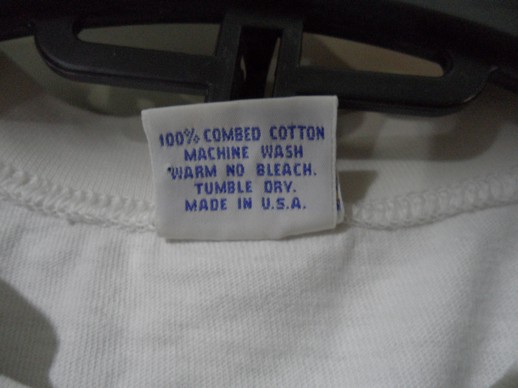 100% COMBED COTTON
MACHINE WASH
WARM NO BLEACH.
TUMBLE DRY.
MADE IN U.S.A.